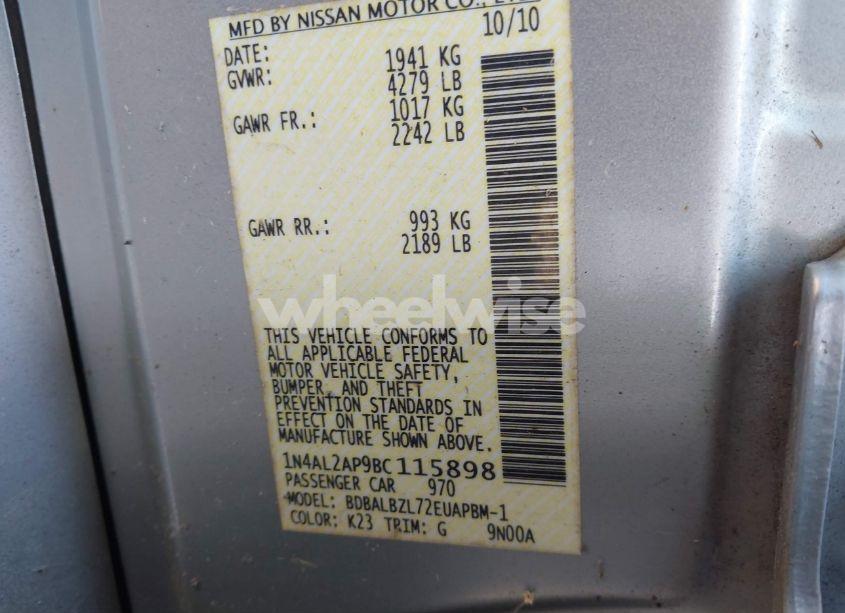 MFD BY NISSAN MOTOR CO.,
DATE: 10/10
GVWR: 1941 KG
4279 LB
GAWR FR.: 1017 KG
2242 LB
GAWR RR.: 993 KG
2189 LB
wheelwise
THIS VEHICLE CONFORMS TO
ALL APPLICABLE FEDERAL
MOTOR VEHICLE SAFETY,
BUMPER, AND THEFT
PREVENTION STANDARDS IN
EFFECT ON THE DATE OF
MANUFACTURE SHOWN ABOVE.
1N4AL2AP9BC115898
PASSENGER CAR 970
MODEL: BDBALBZL72EUAPBM-1
COLOR: K23 TRIM: G 9N00A